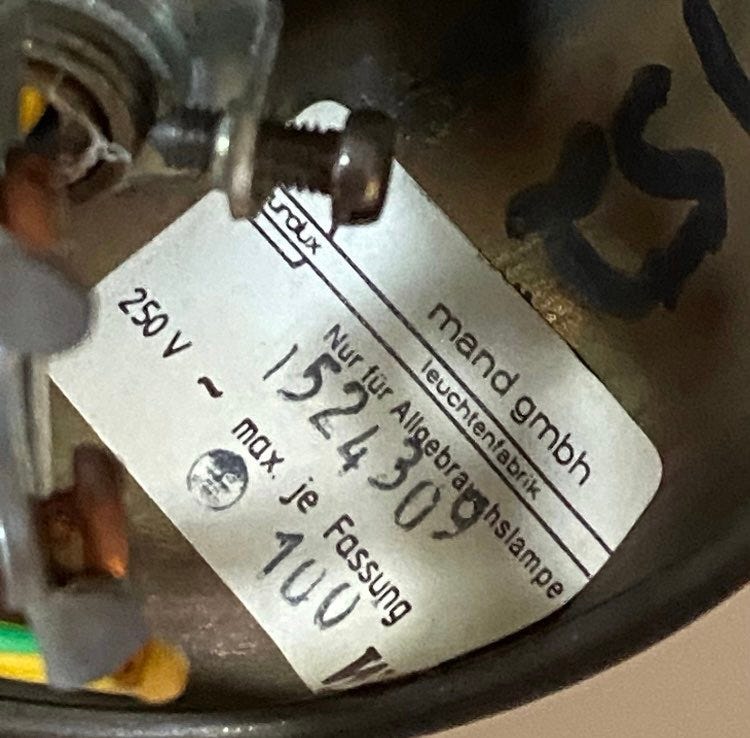 mand gmbh
leuchtenfabrik
Nur für Allgebrauchslampe
1524309
250 V ~ max. je Fassung
100 W